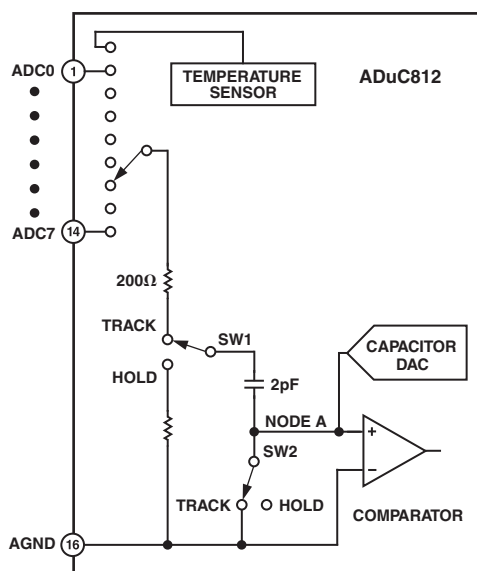 ADuC812
TEMPERATURE
SENSOR
ADC0
1
ADC7
14
200Ω
TRACK
SW1
HOLD
CAPACITOR
DAC
2pF
NODE A
+
−
SW2
TRACK
HOLD
COMPARATOR
AGND
16